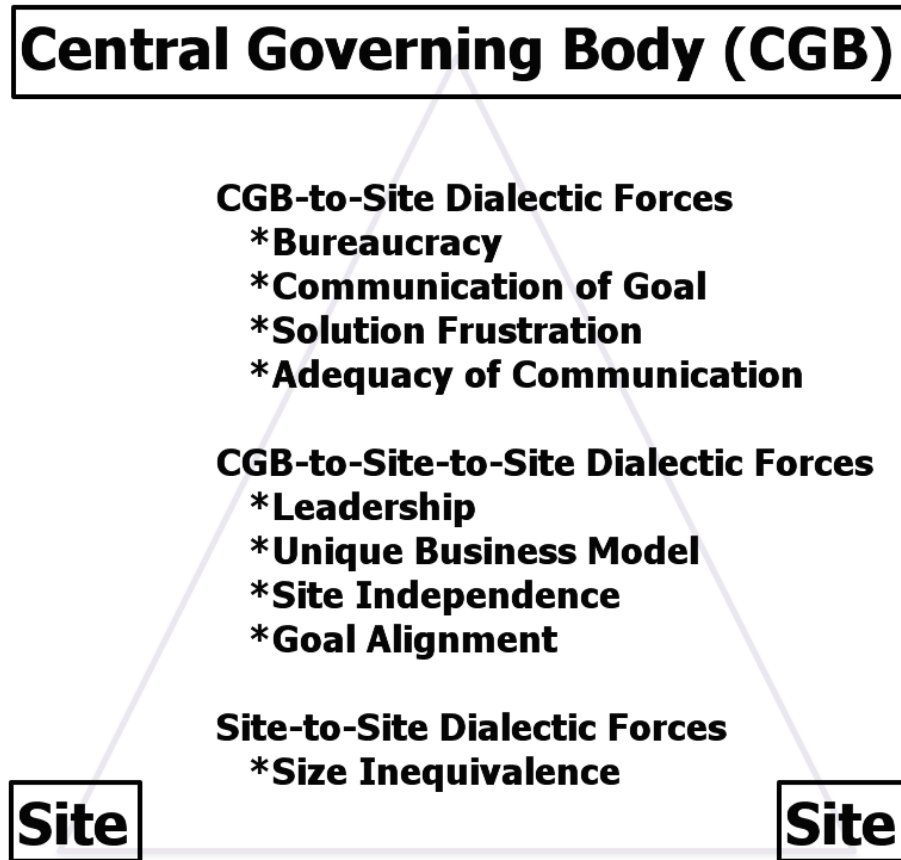 Central Governing Body (CGB)
CGB-to-Site Dialectic Forces
*Bureaucracy
*Communication of Goal
*Solution Frustration
*Adequacy of Communication
CGB-to-Site-to-Site Dialectic Forces
*Leadership
*Unique Business Model
*Site Independence
*Goal Alignment
Site-to-Site Dialectic Forces
*Size Inequivalence
Site Site